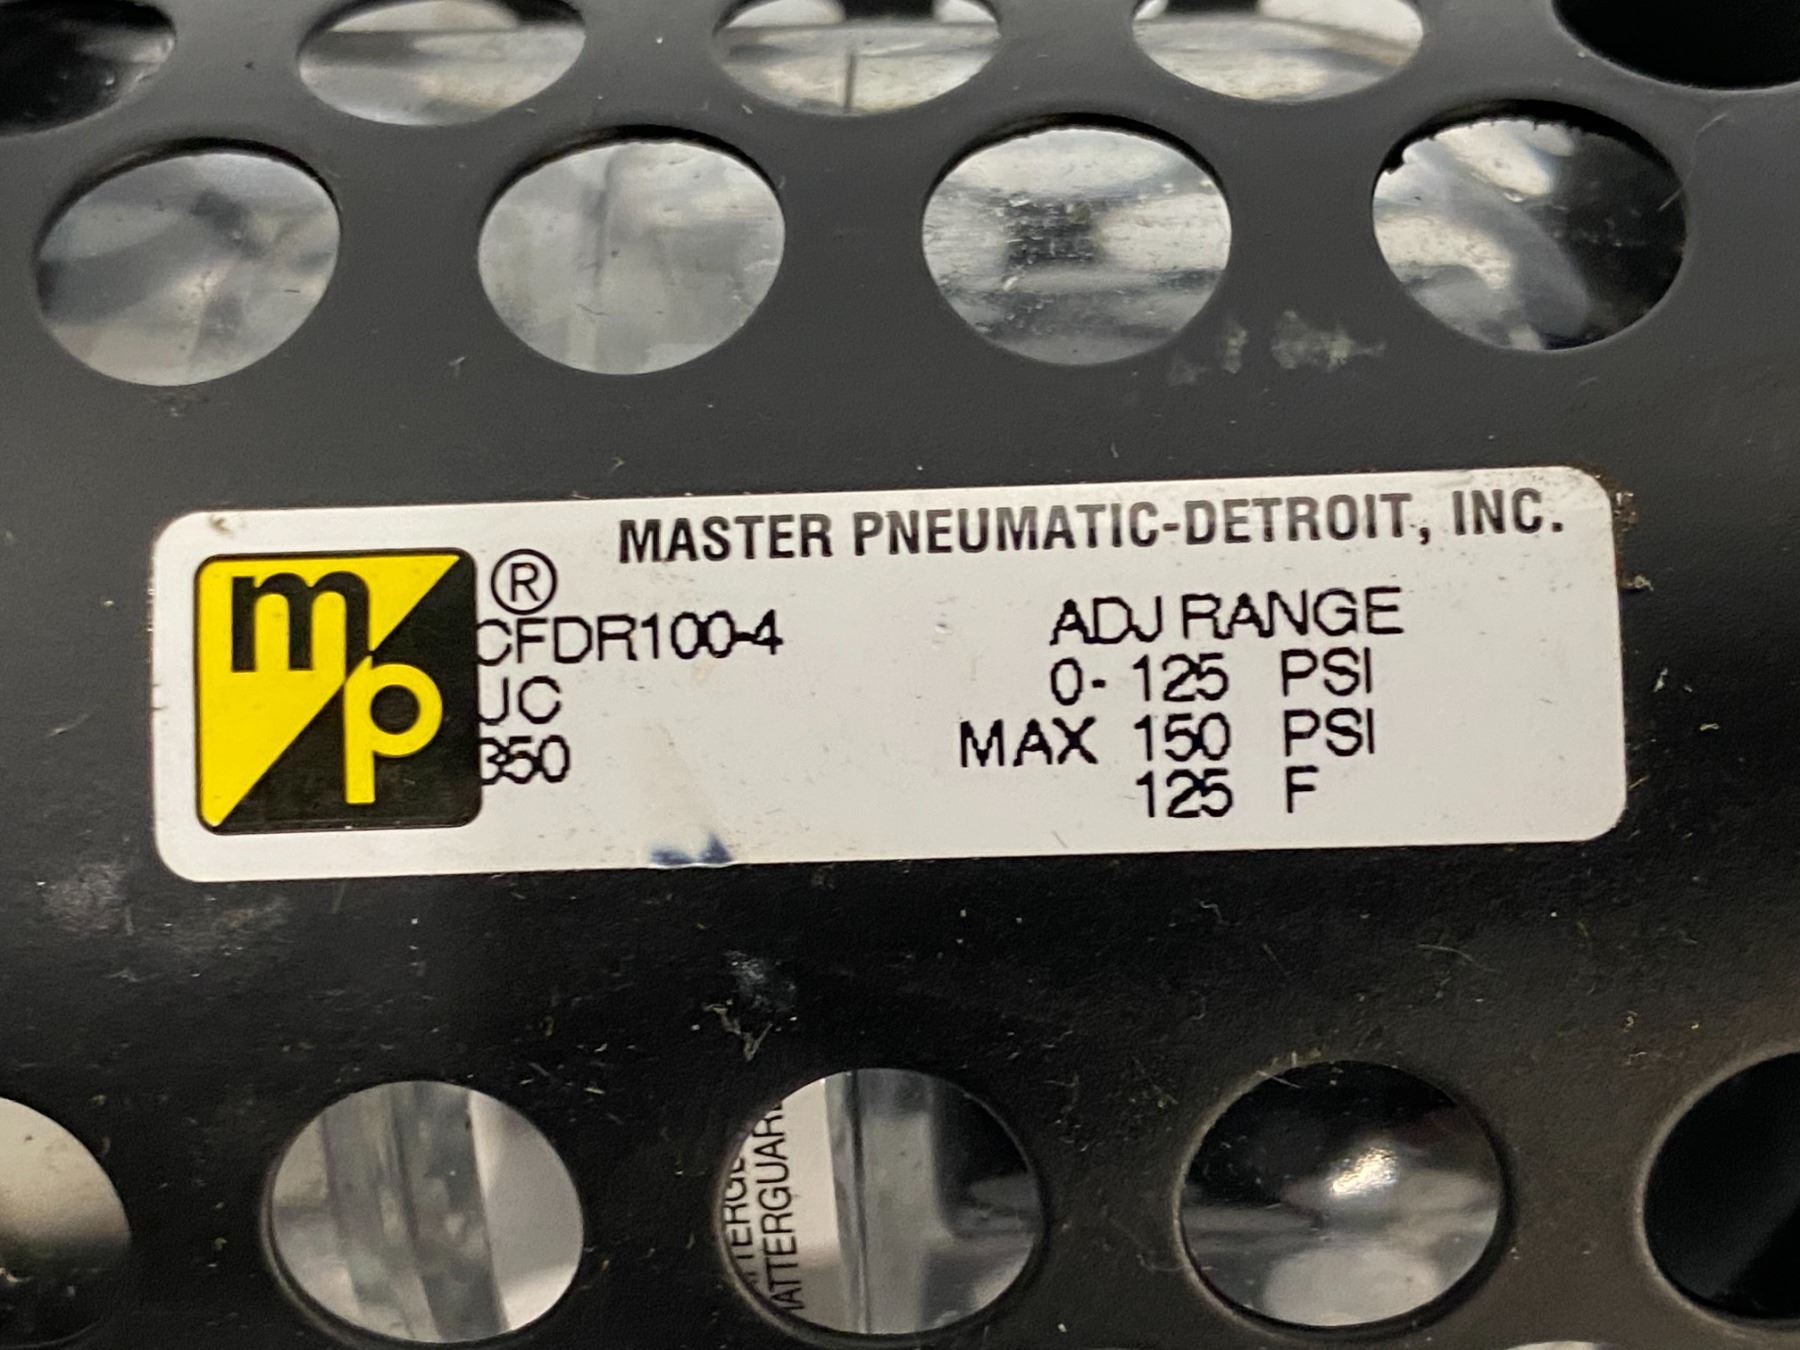 MASTER PNEUMATIC-DETROIT, INC.
mp ®
CFDR100-4 ADJ RANGE
UC 0- 125 PSI
350 MAX 150 PSI
125 F